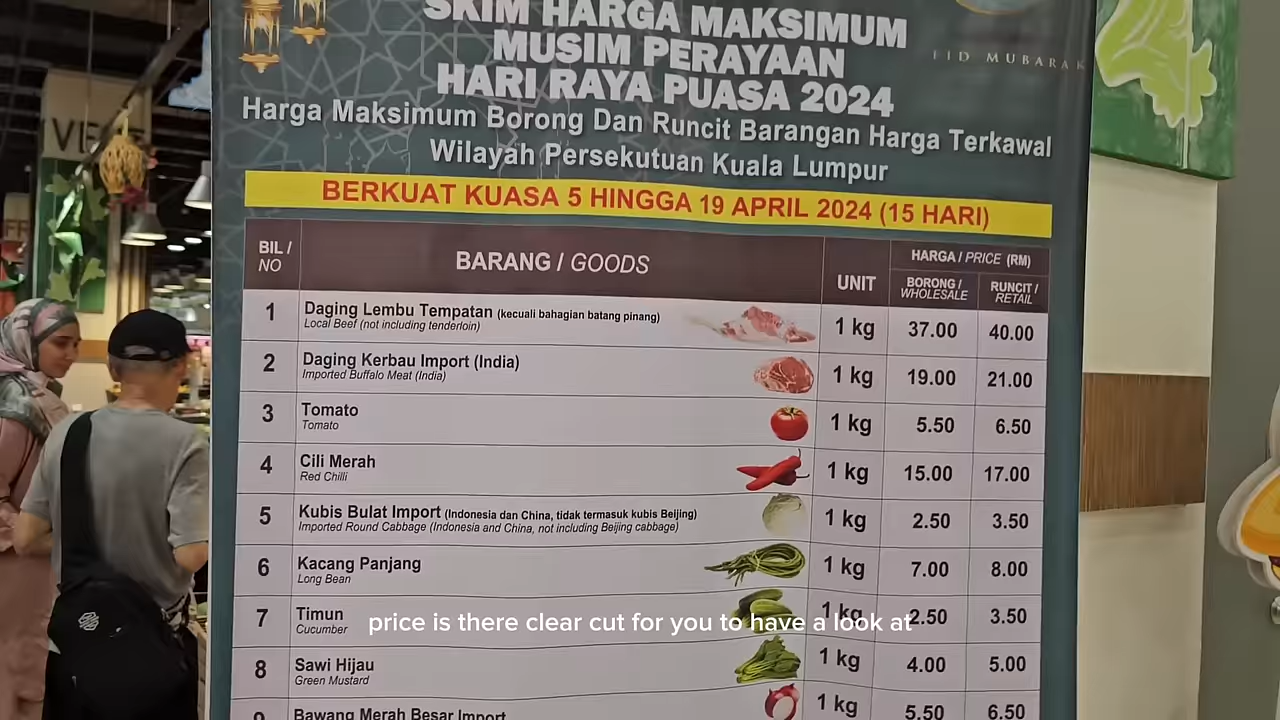 SKIM HARGA MAKSIMUM
MUSIM PERAYAAN
HARI RAYA PUASA 2024
EID MUBARAK
Harga Maksimum Borong Dan Runcit Barangan Harga Terkawal
Wilayah Persekutuan Kuala Lumpur
BERKUAT KUASA 5 HINGGA 19 APRIL 2024 (15 HARI)
BIL / NO BARANG / GOODS UNIT HARGA / PRICE (RM)
BORONG / WHOLESALE RUNCIT / RETAIL
1 Daging Lembu Tempatan (kecuali bahagian batang pinang) 1 kg 37.00 40.00
Local Beef (not including tenderloin)
2 Daging Kerbau Import (India) 1 kg 19.00 21.00
Imported Buffalo Meat (India)
3 Tomato 1 kg 5.50 6.50
Tomato
4 Cili Merah 1 kg 15.00 17.00
Red Chilli
5 Kubis Bulat Import (Indonesia dan China, tidak termasuk kubis Beijing) 1 kg 2.50 3.50
Imported Round Cabbage (Indonesia and China, not including Beijing cabbage)
6 Kacang Panjang 1 kg 7.00 8.00
Long Bean
7 Timun 1 kg 2.50 3.50
Cucumber
price is there clear cut for you to have a look at
8 Sawi Hijau 1 kg 4.00 5.00
Green Mustard
9 Bawang Merah Besar Import 1 kg 5.50 6.50